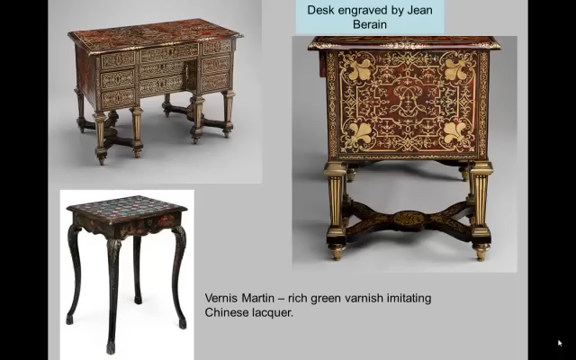 Desk engraved by Jean
Berain
Vernis Martin – rich green varnish imitating
Chinese lacquer.